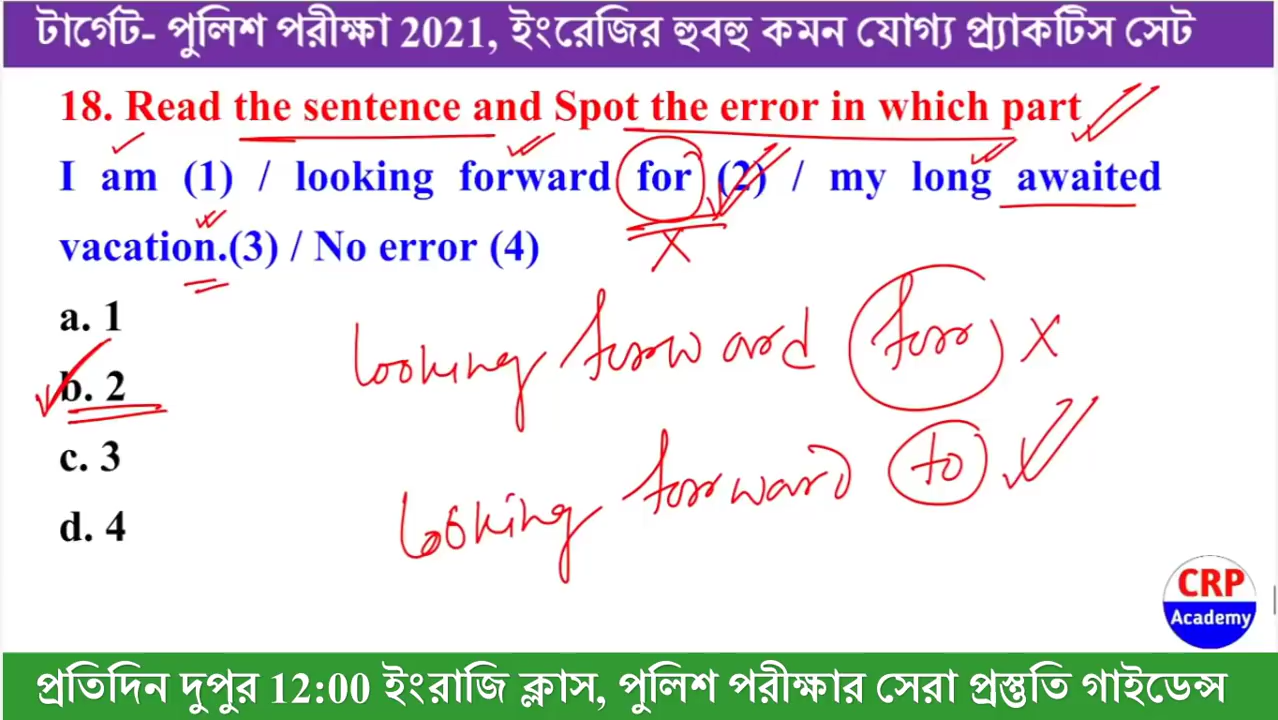 টার্গেট- পুলিশ পরীক্ষা 2021, ইংরেজির হুবহু কমন যোগ্য প্র্যাকটিস সেট
18. Read the sentence and Spot the error in which part
I am (1) / looking forward for (2) / my long awaited
vacation.(3) / No error (4)
a. 1
looking forward for x
b. 2
c. 3
looking forward to
d. 4
CRP
Academy
প্রতিদিন দুপুর 12:00 ইংরাজি ক্লাস, পুলিশ পরীক্ষার সেরা প্রস্তুতি গাইডেন্স